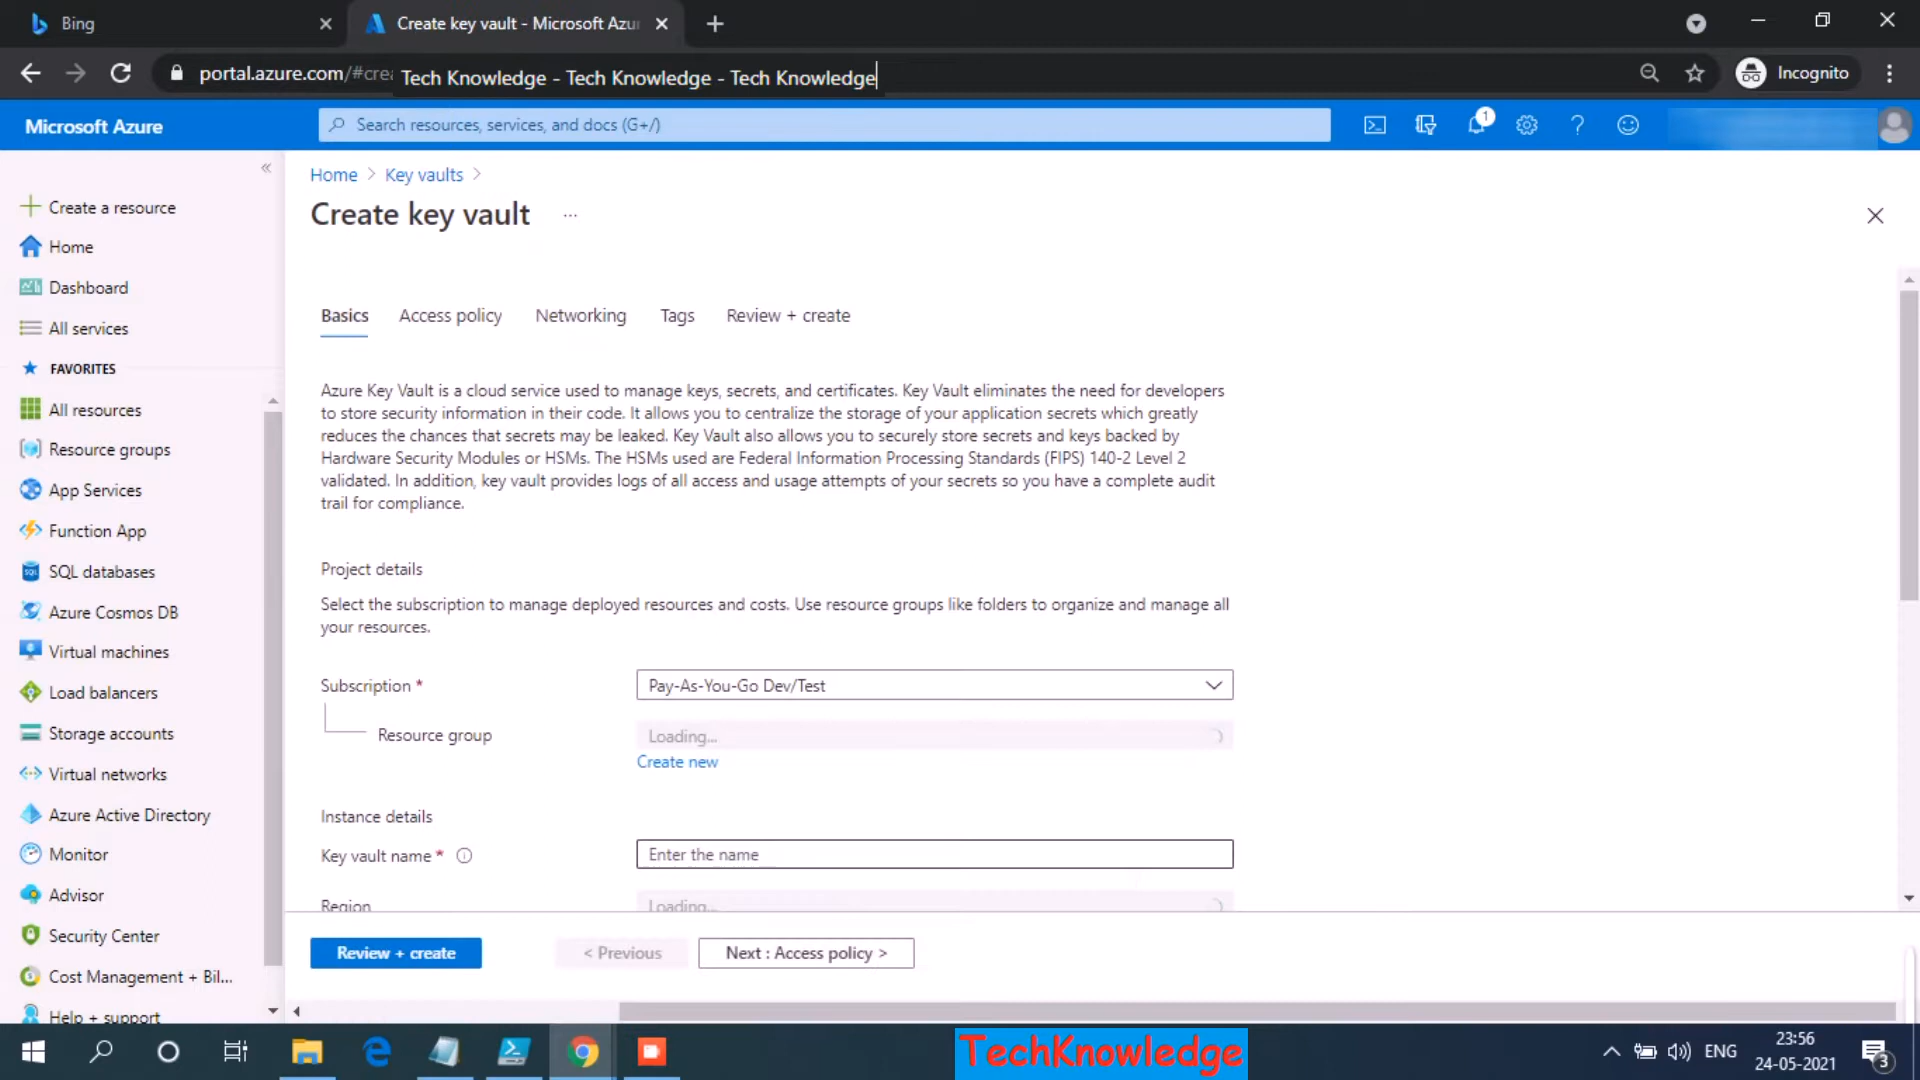 Bing
Create key vault - Microsoft Azu
portal.azure.com/#crea
Tech Knowledge - Tech Knowledge - Tech Knowledge
Incognito
Microsoft Azure
Search resources, services, and docs (G+/)
1
«
Home > Key vaults >
Create key vault ...
Create a resource
Home
Dashboard
All services
FAVORITES
All resources
Resource groups
App Services
Function App
SQL databases
Azure Cosmos DB
Virtual machines
Load balancers
Storage accounts
Virtual networks
Azure Active Directory
Monitor
Advisor
Security Center
Cost Management + Bil...
Help + support
Basics Access policy Networking Tags Review + create
Azure Key Vault is a cloud service used to manage keys, secrets, and certificates. Key Vault eliminates the need for developers
to store security information in their code. It allows you to centralize the storage of your application secrets which greatly
reduces the chances that secrets may be leaked. Key Vault also allows you to securely store secrets and keys backed by
Hardware Security Modules or HSMs. The HSMs used are Federal Information Processing Standards (FIPS) 140-2 Level 2
validated. In addition, key vault provides logs of all access and usage attempts of your secrets so you have a complete audit
trail for compliance.
Project details
Select the subscription to manage deployed resources and costs. Use resource groups like folders to organize and manage all
your resources.
Subscription * Pay-As-You-Go Dev/Test
Resource group Loading...
Create new
Instance details
Key vault name * Enter the name
Region Loading...
Review + create < Previous Next : Access policy >
TechKnowledge
ENG
23:56
24-05-2021
3